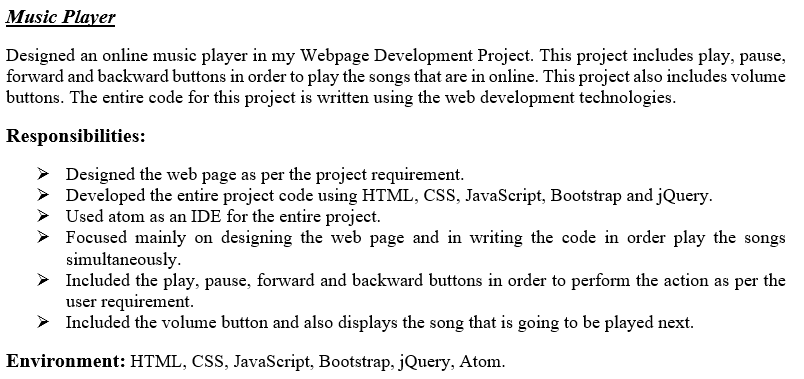 Music Player
Designed an online music player in my Webpage Development Project. This project includes play, pause,
forward and backward buttons in order to play the songs that are in online. This project also includes volume
buttons. The entire code for this project is written using the web development technologies.
Responsibilities:
➢ Designed the web page as per the project requirement.
➢ Developed the entire project code using HTML, CSS, JavaScript, Bootstrap and jQuery.
➢ Used atom as an IDE for the entire project.
➢ Focused mainly on designing the web page and in writing the code in order play the songs
simultaneously.
➢ Included the play, pause, forward and backward buttons in order to perform the action as per the
user requirement.
➢ Included the volume button and also displays the song that is going to be played next.
Environment: HTML, CSS, JavaScript, Bootstrap, jQuery, Atom.